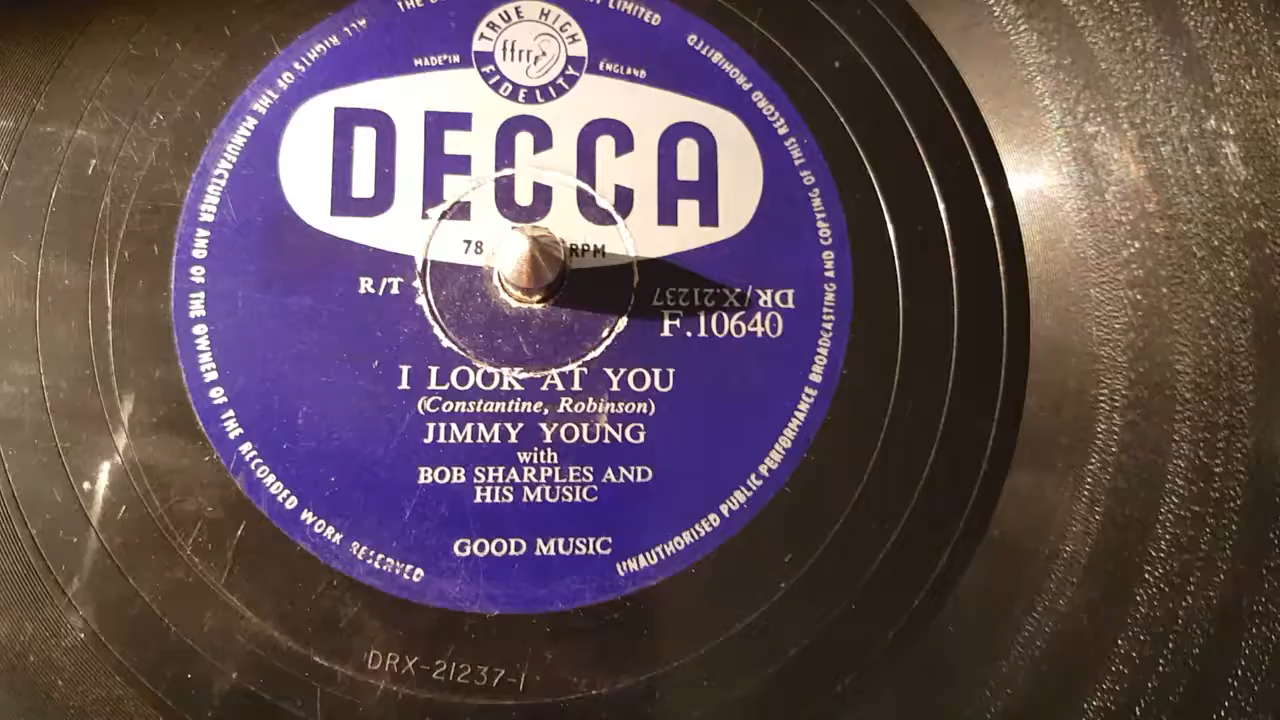 TRUE HIGH
ffrr
FIDELITY
MADE IN ENGLAND
DECCA
78 RPM
R/T
DR/X.21237
F.10640
I LOOK AT YOU
(Constantine, Robinson)
JIMMY YOUNG
with
BOB SHARPLES AND
HIS MUSIC
GOOD MUSIC
ALL RIGHTS OF THE MANUFACTURER AND OF THE OWNER OF THE RECORDED WORK RESERVED
UNAUTHORISED PUBLIC PERFORMANCE BROADCASTING AND COPYING OF THIS RECORD PROHIBITED
THE
LIMITED
DRX-21237-1